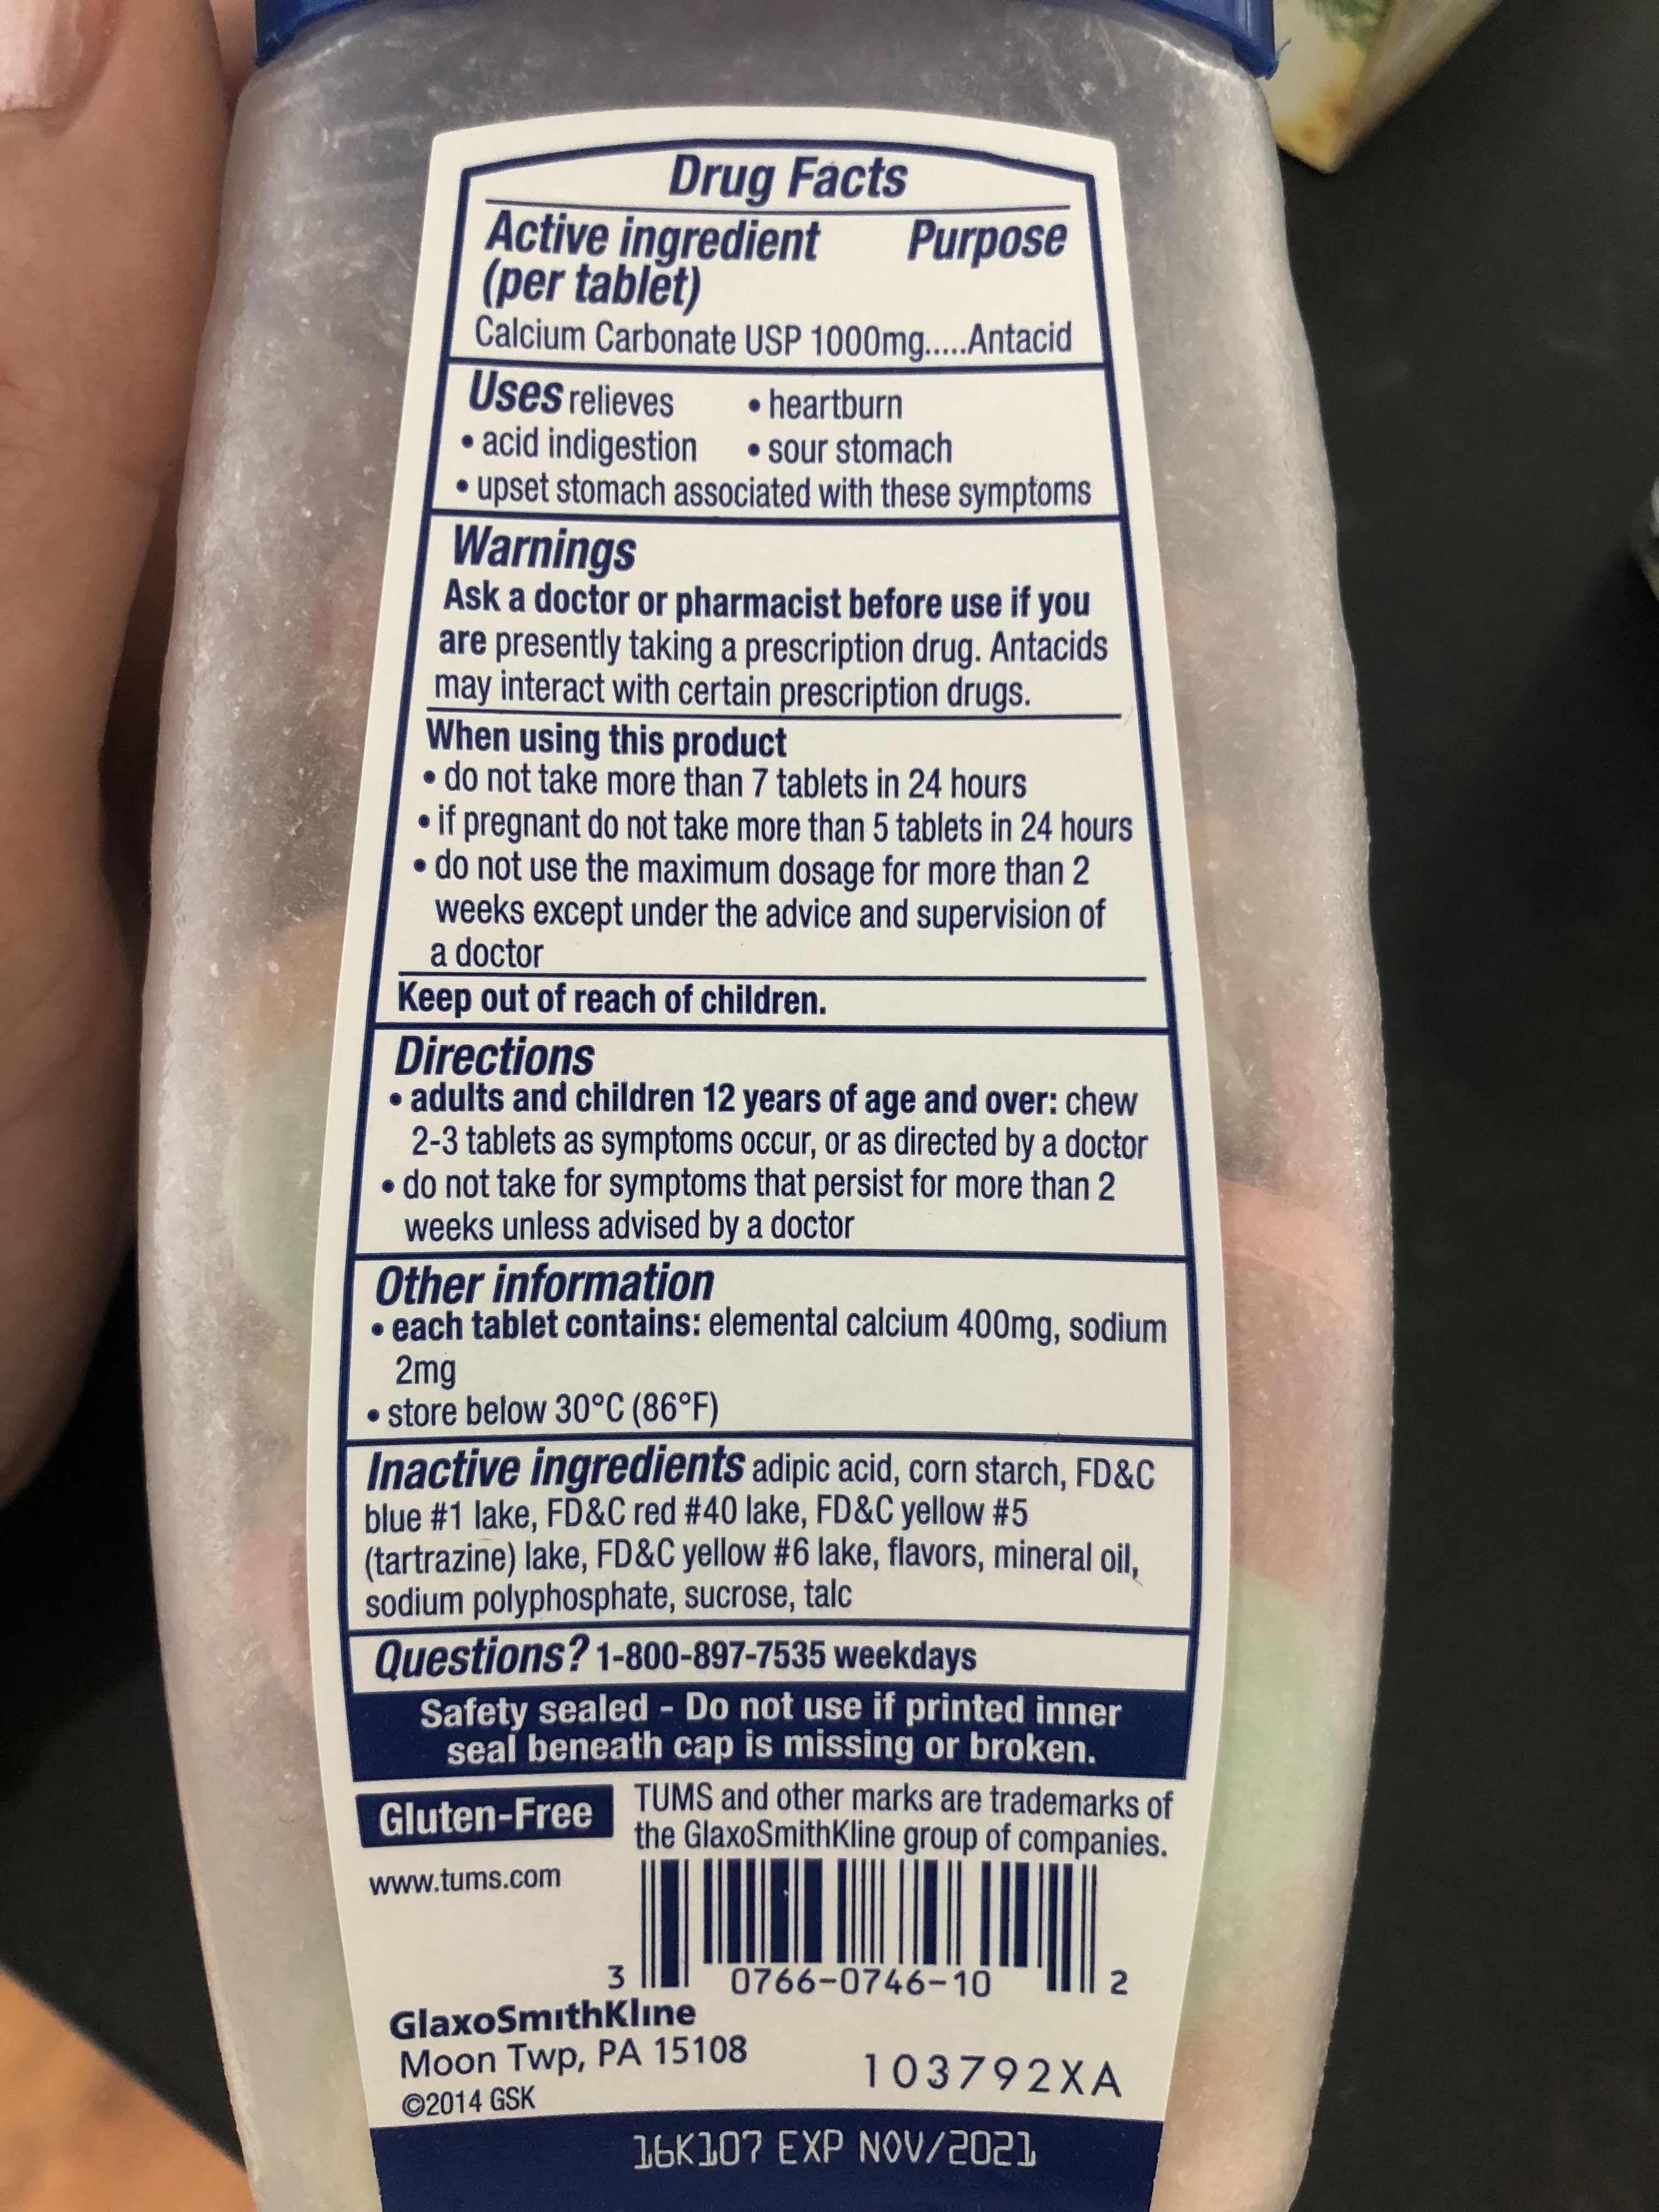 Drug Facts
Active ingredient Purpose
(per tablet)
Calcium Carbonate USP 1000mg.....Antacid
Uses relieves • heartburn
• acid indigestion • sour stomach
• upset stomach associated with these symptoms
Warnings
Ask a doctor or pharmacist before use if you
are presently taking a prescription drug. Antacids
may interact with certain prescription drugs.
When using this product
• do not take more than 7 tablets in 24 hours
• if pregnant do not take more than 5 tablets in 24 hours
• do not use the maximum dosage for more than 2
weeks except under the advice and supervision of
a doctor
Keep out of reach of children.
Directions
• adults and children 12 years of age and over: chew
2-3 tablets as symptoms occur, or as directed by a doctor
• do not take for symptoms that persist for more than 2
weeks unless advised by a doctor
Other information
• each tablet contains: elemental calcium 400mg, sodium
2mg
• store below 30°C (86°F)
Inactive ingredients adipic acid, corn starch, FD&C
blue #1 lake, FD&C red #40 lake, FD&C yellow #5
(tartrazine) lake, FD&C yellow #6 lake, flavors, mineral oil,
sodium polyphosphate, sucrose, talc
Questions? 1-800-897-7535 weekdays
Safety sealed - Do not use if printed inner
seal beneath cap is missing or broken.
Gluten-Free
TUMS and other marks are trademarks of
the GlaxoSmithKline group of companies.
www.tums.com
3 0766-0746-10 2
GlaxoSmithKline
Moon Twp, PA 15108
103792XA
©2014 GSK
16K107 EXP NOV/2021